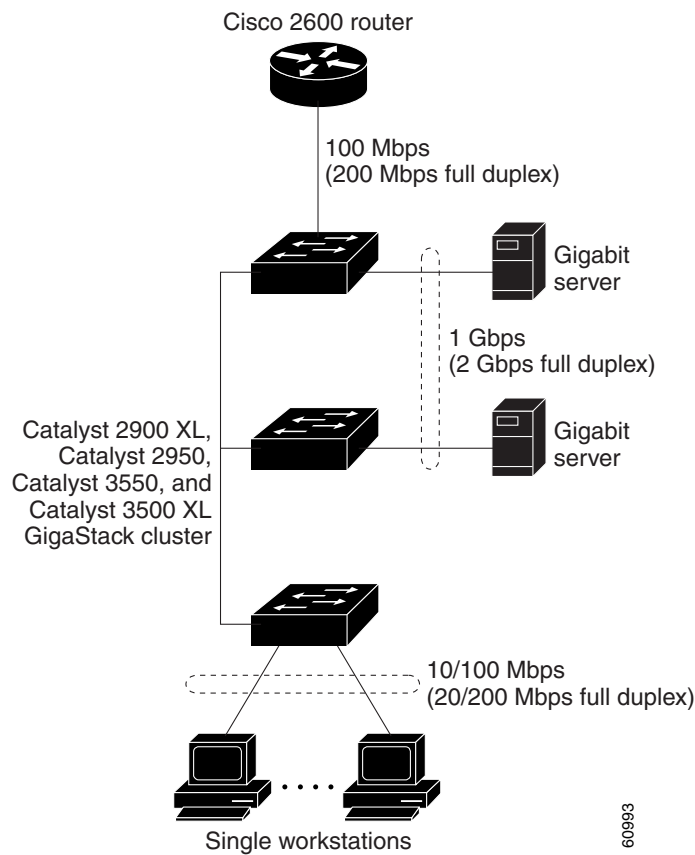 Cisco 2600 router
100 Mbps
(200 Mbps full duplex)
Gigabit
server
1 Gbps
(2 Gbps full duplex)
Catalyst 2900 XL,
Catalyst 2950,
Catalyst 3550, and
Catalyst 3500 XL
GigaStack cluster
Gigabit
server
10/100 Mbps
(20/200 Mbps full duplex)
Single workstations
60993